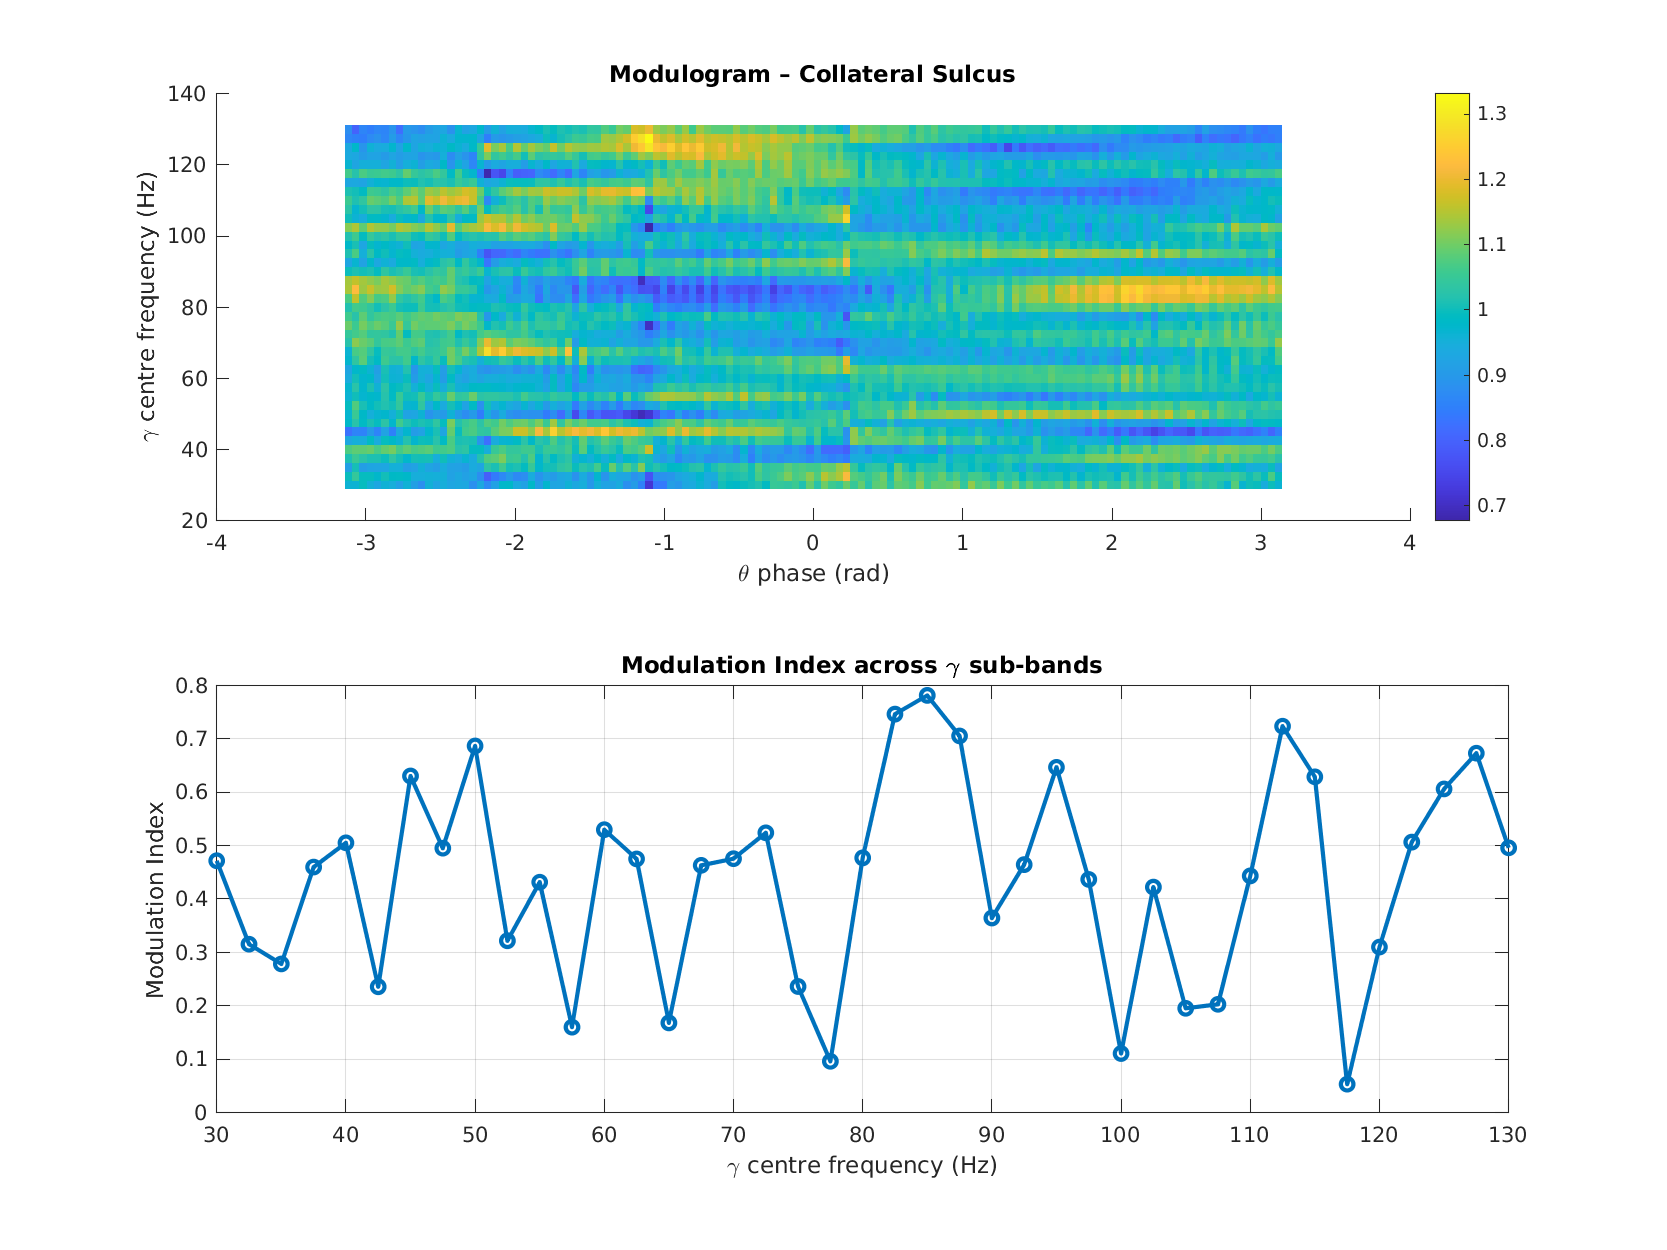 Modulogram – Collateral Sulcus
140
120
100
80
60
40
20
γ centre frequency (Hz)
-4 -3 -2 -1 0 1 2 3 4
θ phase (rad)
1.3
1.2
1.1
1
0.9
0.8
0.7
Modulation Index across γ sub-bands
0.8
0.7
0.6
0.5
0.4
0.3
0.2
0.1
0
Modulation Index
30 40 50 60 70 80 90 100 110 120 130
γ centre frequency (Hz)